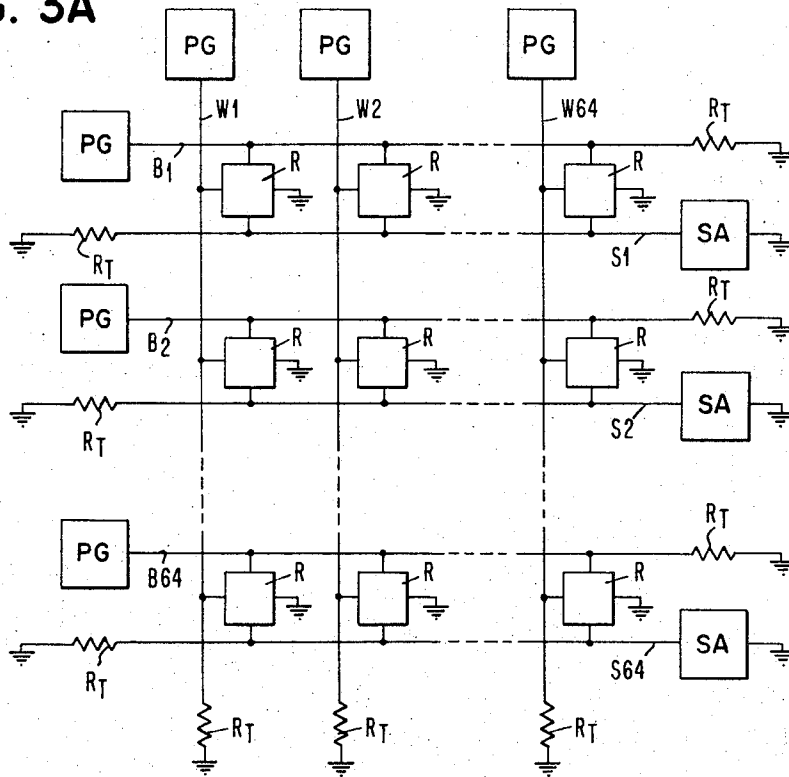 G. 3A
PG PG PG
W1 W2 W64 RT
PG B1 R R R
RT S1 SA
RT
PG B2 R R R
RT S2 SA
RT
PG B64 R R R
RT S64 SA
RT RT RT